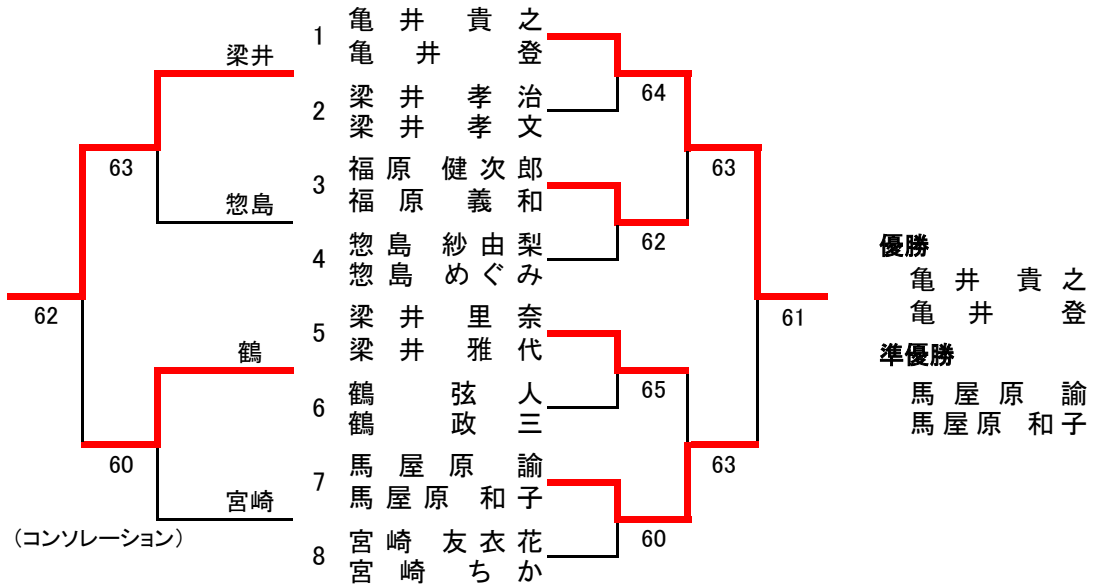 1 亀井 貴之
亀井 登
2 梁井 孝治
梁井 孝文
3 福原 健次郎
福原 義和
4 惣島 紗由梨
惣島 めぐみ
5 梁井 里奈
梁井 雅代
6 鶴 弦人
鶴 政三
7 馬屋原 諭
馬屋原 和子
8 宮崎 友衣花
宮崎 ちか
梁井
惣島
鶴
宮崎
63
60
62
(コンソレーション)
64
62
65
60
63
63
61
優勝
亀井 貴之
亀井 登
準優勝
馬屋原 諭
馬屋原 和子